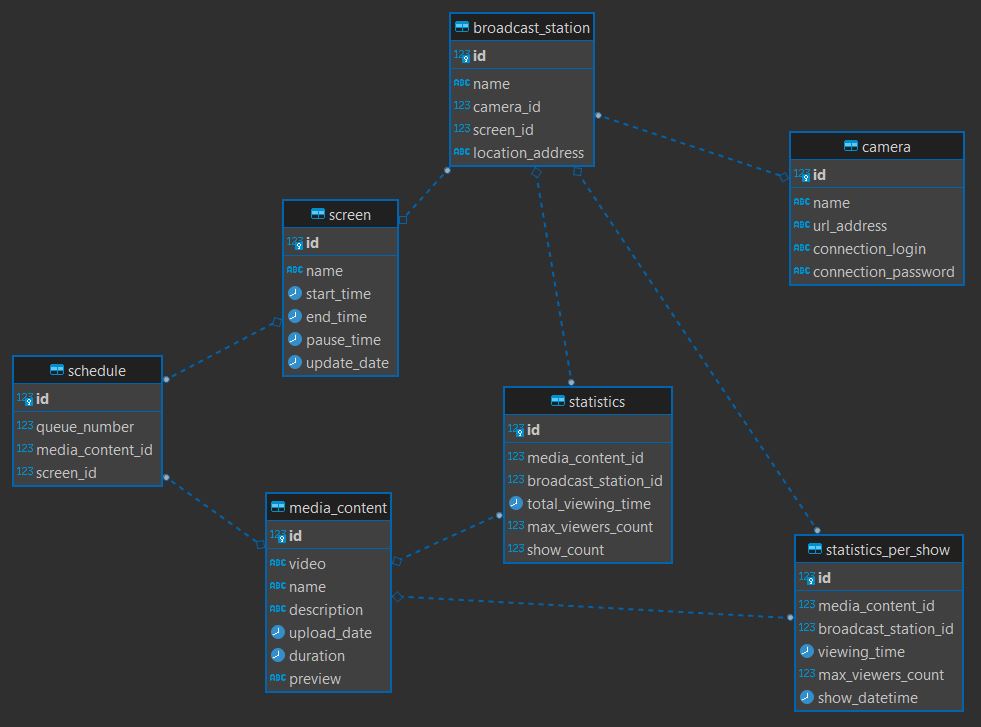 broadcast_station
123 id
ABC name
123 camera_id
123 screen_id
ABC location_address
camera
123 id
ABC name
ABC url_address
ABC connection_login
ABC connection_password
screen
123 id
ABC name
start_time
end_time
pause_time
update_date
schedule
123 id
123 queue_number
123 media_content_id
123 screen_id
statistics
123 id
123 media_content_id
123 broadcast_station_id
total_viewing_time
123 max_viewers_count
123 show_count
media_content
123 id
ABC video
ABC name
ABC description
upload_date
duration
ABC preview
statistics_per_show
123 id
123 media_content_id
123 broadcast_station_id
viewing_time
123 max_viewers_count
show_datetime